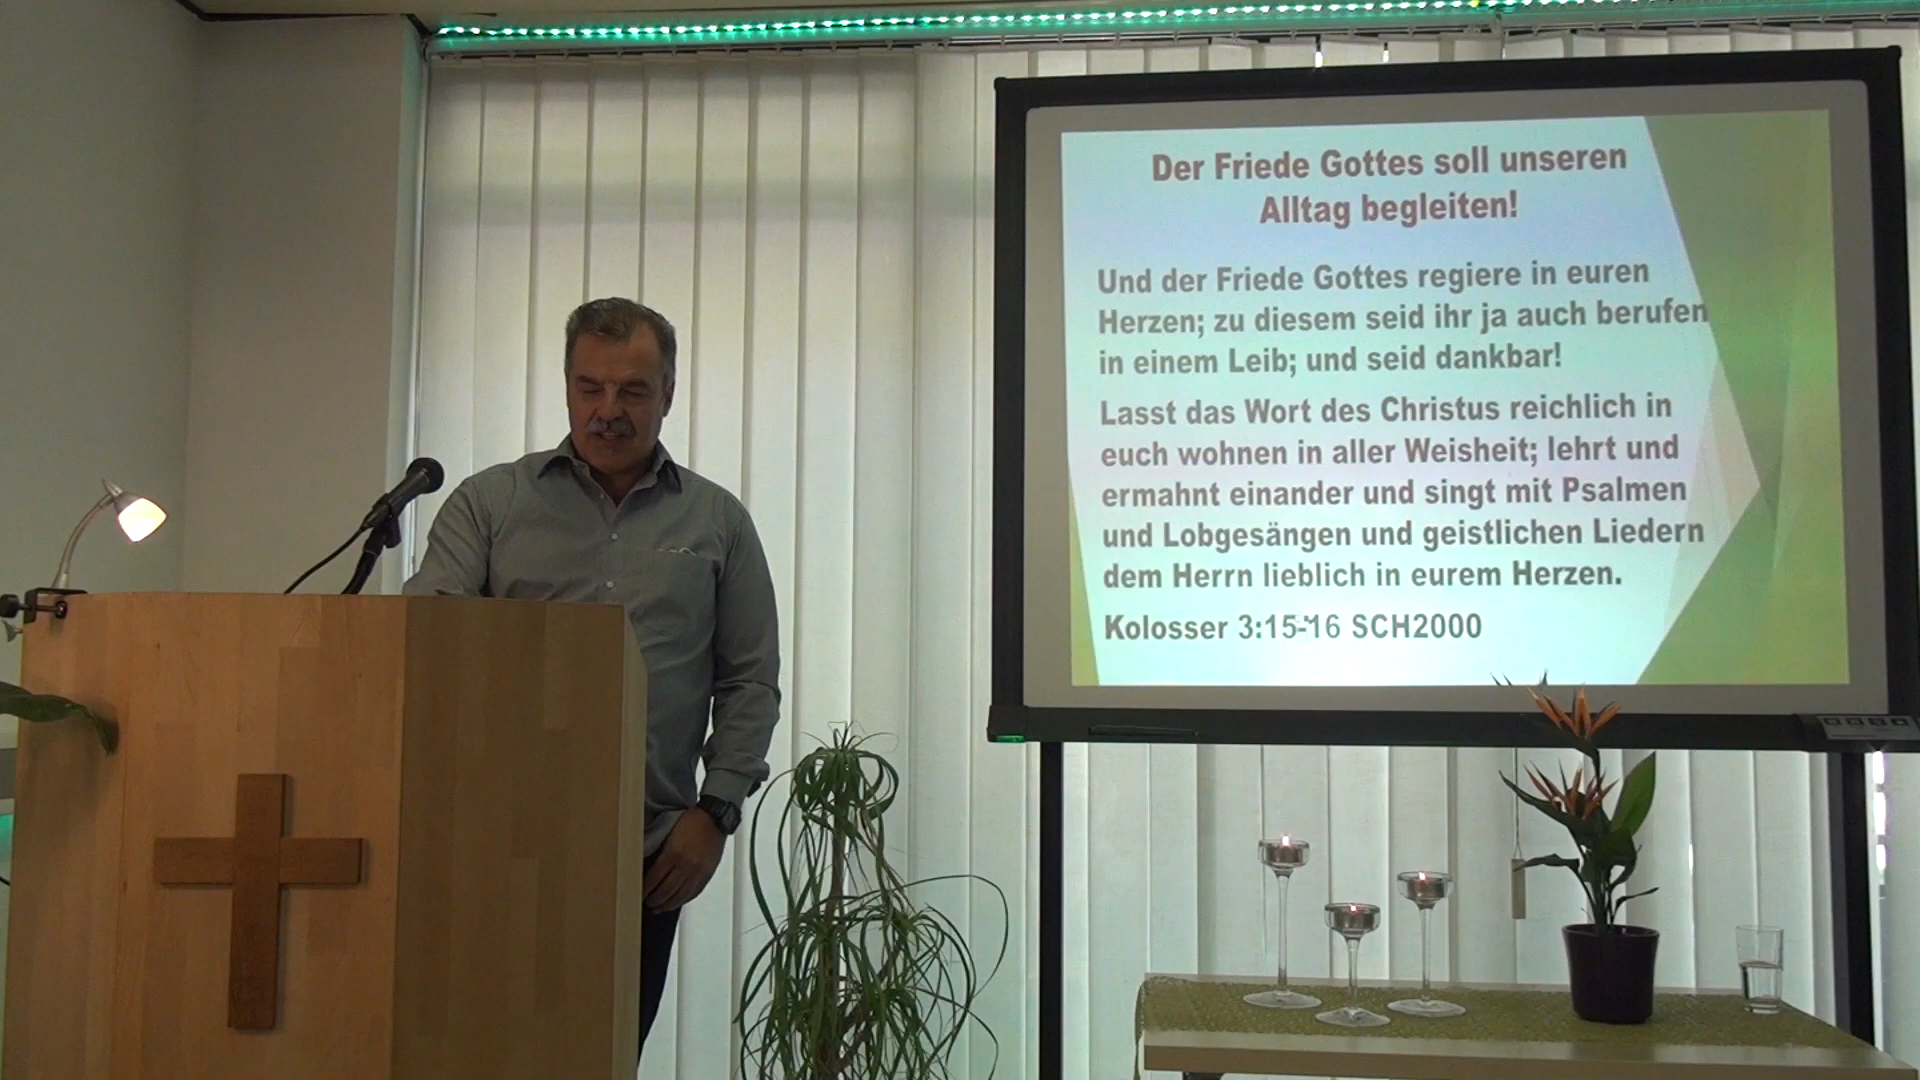 Der Friede Gottes soll unseren
Alltag begleiten!
Und der Friede Gottes regiere in euren
Herzen; zu diesem seid ihr ja auch berufen
in einem Leib; und seid dankbar!
Lasst das Wort des Christus reichlich in
euch wohnen in aller Weisheit; lehrt und
ermahnt einander und singt mit Psalmen
und Lobgesängen und geistlichen Liedern
dem Herrn lieblich in eurem Herzen.
Kolosser 3:15-16 SCH2000